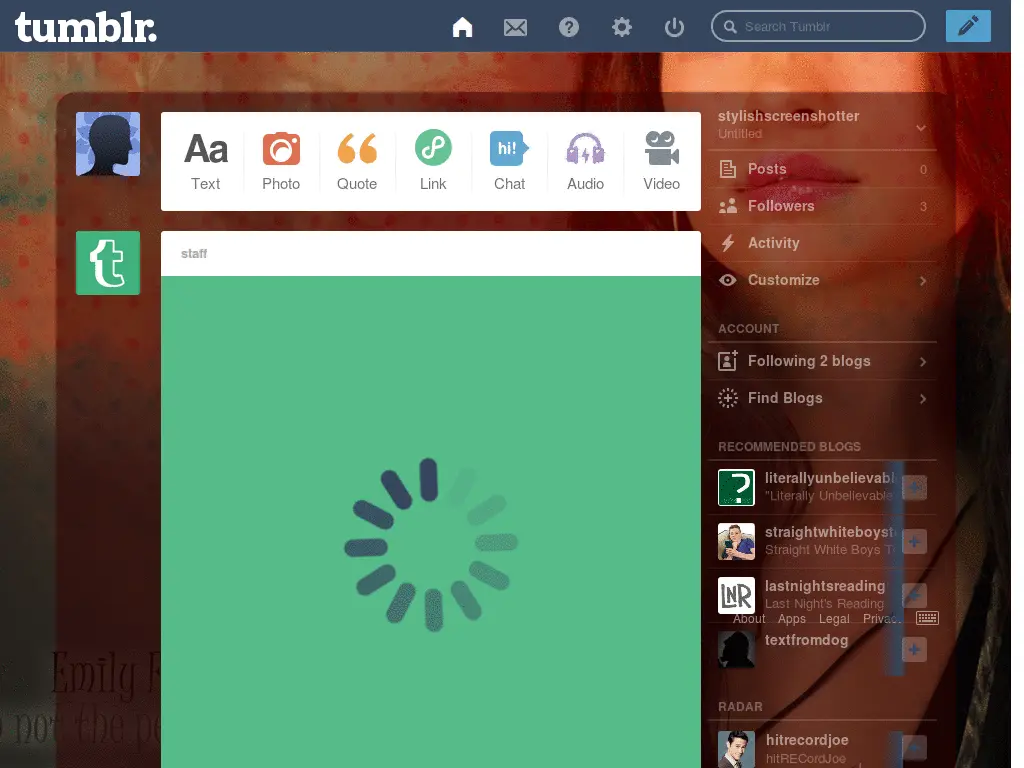 tumblr.
Search Tumblr
Aa
hi!
Text
Photo
Quote
Link
Chat
Audio
Video
stylishscreenshotter
Untitled
Posts 0
Followers 3
Activity
Customize
ACCOUNT
Following 2 blogs
Find Blogs
RECOMMENDED BLOGS
literallyunbelievabl
"Literally Unbelievable
straightwhiteboyste
Straight White Boys T
LNR
lastnightsreading
Last Night's Reading
About Apps Legal Privac
textfromdog
RADAR
hitrecordjoe
hitRECordJoe
staff
Emily
not the pe